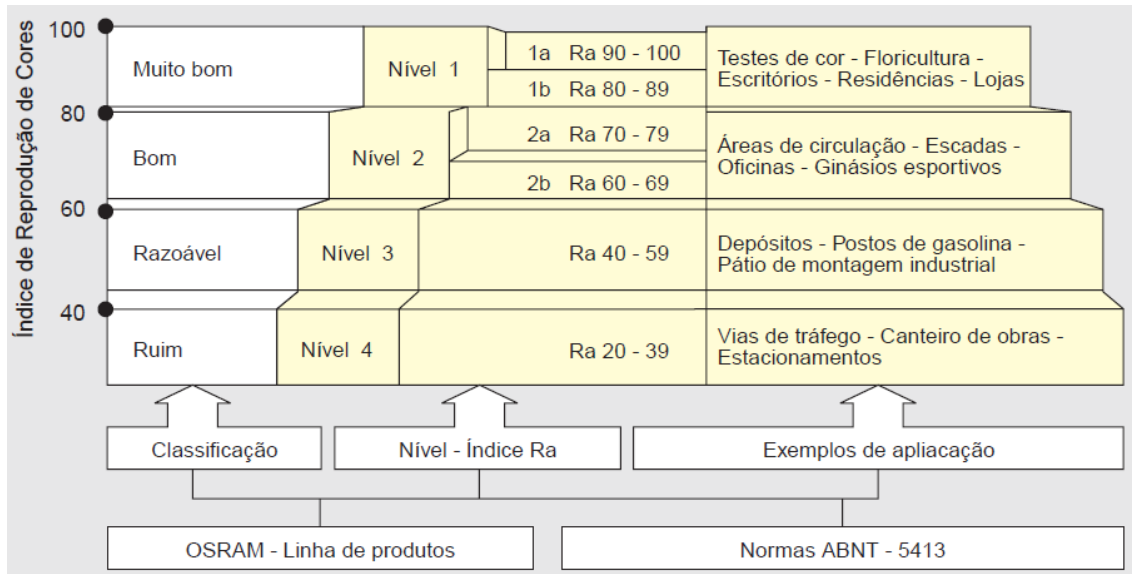 Índice de Reprodução de Cores
100
Muito bom
Nível 1
1a Ra 90 - 100
1b Ra 80 - 89
Testes de cor - Floricultura -
Escritórios - Residências - Lojas
80
Bom
Nível 2
2a Ra 70 - 79
2b Ra 60 - 69
Áreas de circulação - Escadas -
Oficinas - Ginásios esportivos
60
Razoável
Nível 3
Ra 40 - 59
Depósitos - Postos de gasolina -
Pátio de montagem industrial
40
Ruim
Nível 4
Ra 20 - 39
Vias de tráfego - Canteiro de obras -
Estacionamentos
Classificação
Nível - Índice Ra
Exemplos de apliacação
OSRAM - Linha de produtos
Normas ABNT - 5413